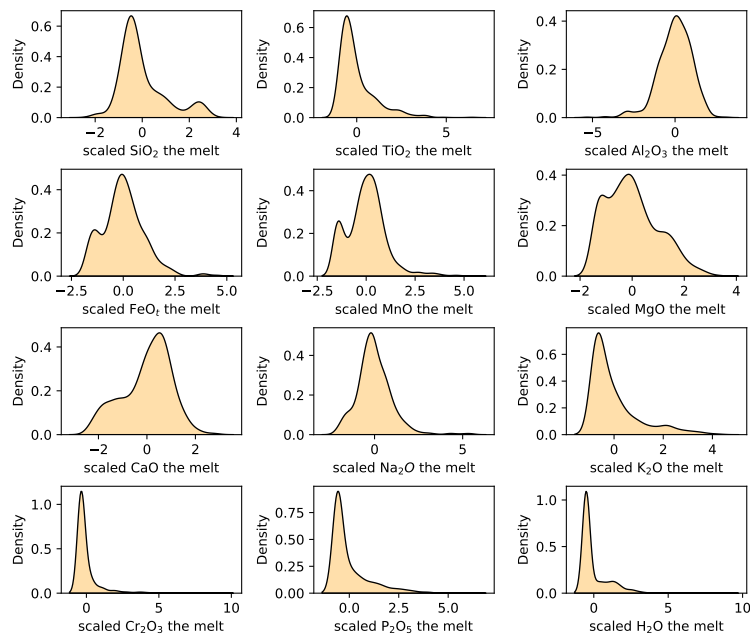 Density
0.0 0.2 0.4 0.6
−2 0 2 4
scaled SiO₂ the melt
Density
0.0 0.2 0.4 0.6
0 5
scaled TiO₂ the melt
Density
0.0 0.2 0.4
−5 0
scaled Al₂O₃ the melt
Density
0.0 0.2 0.4
−2.5 0.0 2.5 5.0
scaled FeOₜ the melt
Density
0.0 0.2 0.4
−2.5 0.0 2.5 5.0
scaled MnO the melt
Density
0.0 0.2 0.4
−2 0 2 4
scaled MgO the melt
Density
0.0 0.2 0.4
−2 0 2
scaled CaO the melt
Density
0.0 0.2 0.4
0 5
scaled Na₂O the melt
Density
0.0 0.2 0.4 0.6
0 2 4
scaled K₂O the melt
Density
0.0 0.5 1.0
0 5 10
scaled Cr₂O₃ the melt
Density
0.00 0.25 0.50 0.75
0.0 2.5 5.0
scaled P₂O₅ the melt
Density
0.0 0.5 1.0
0 5 10
scaled H₂O the melt